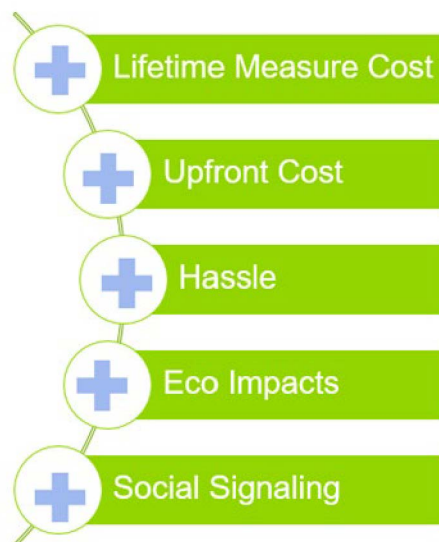 Lifetime Measure Cost
Upfront Cost
Hassle
Eco Impacts
Social Signaling